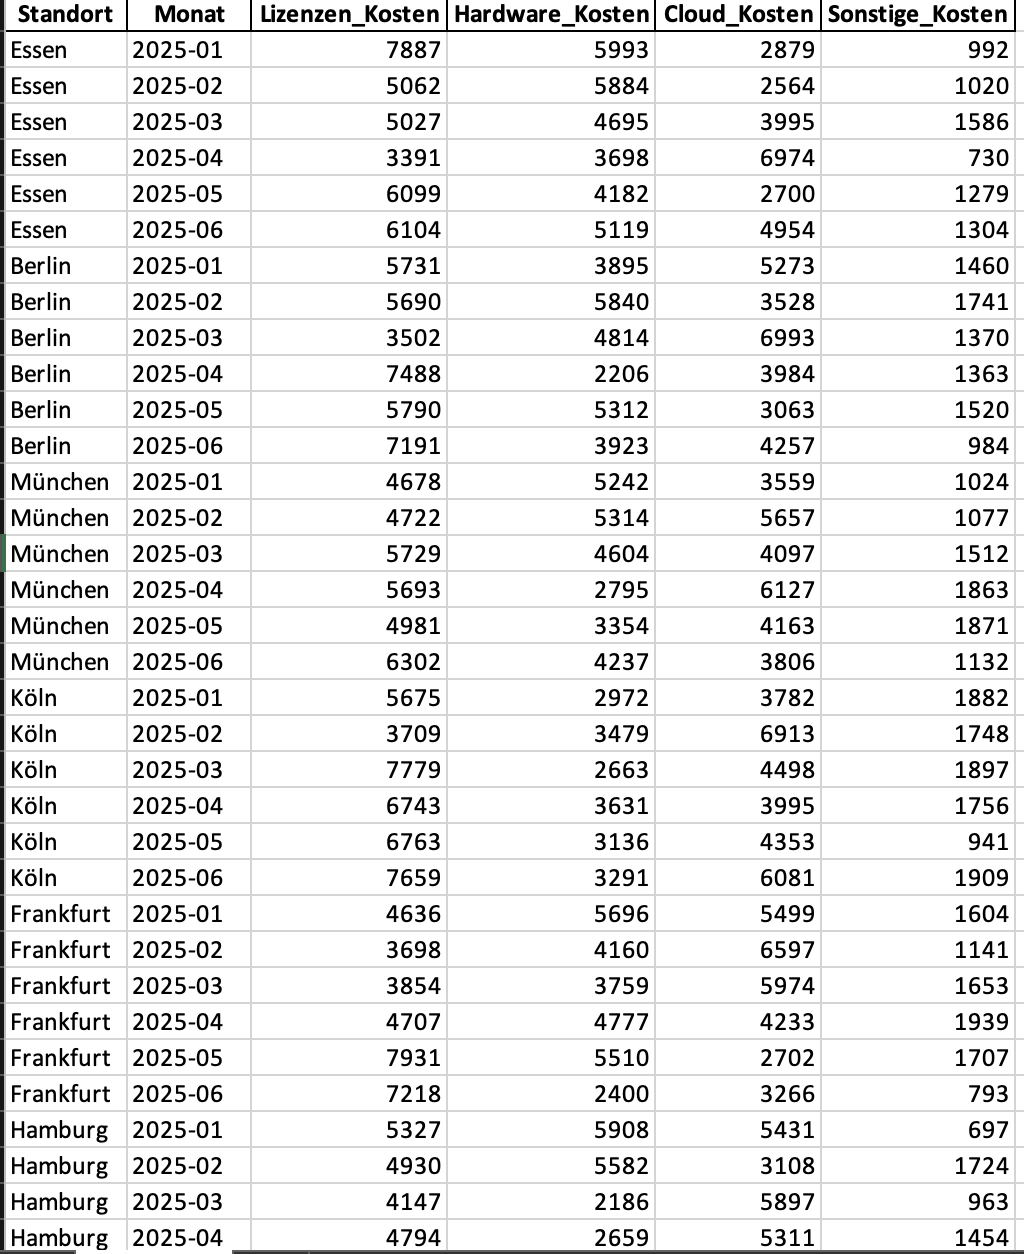 Standort Monat Lizenzen_Kosten Hardware_Kosten Cloud_Kosten Sonstige_Kosten
Essen 2025-01 7887 5993 2879 992
Essen 2025-02 5062 5884 2564 1020
Essen 2025-03 5027 4695 3995 1586
Essen 2025-04 3391 3698 6974 730
Essen 2025-05 6099 4182 2700 1279
Essen 2025-06 6104 5119 4954 1304
Berlin 2025-01 5731 3895 5273 1460
Berlin 2025-02 5690 5840 3528 1741
Berlin 2025-03 3502 4814 6993 1370
Berlin 2025-04 7488 2206 3984 1363
Berlin 2025-05 5790 5312 3063 1520
Berlin 2025-06 7191 3923 4257 984
München 2025-01 4678 5242 3559 1024
München 2025-02 4722 5314 5657 1077
München 2025-03 5729 4604 4097 1512
München 2025-04 5693 2795 6127 1863
München 2025-05 4981 3354 4163 1871
München 2025-06 6302 4237 3806 1132
Köln 2025-01 5675 2972 3782 1882
Köln 2025-02 3709 3479 6913 1748
Köln 2025-03 7779 2663 4498 1897
Köln 2025-04 6743 3631 3995 1756
Köln 2025-05 6763 3136 4353 941
Köln 2025-06 7659 3291 6081 1909
Frankfurt 2025-01 4636 5696 5499 1604
Frankfurt 2025-02 3698 4160 6597 1141
Frankfurt 2025-03 3854 3759 5974 1653
Frankfurt 2025-04 4707 4777 4233 1939
Frankfurt 2025-05 7931 5510 2702 1707
Frankfurt 2025-06 7218 2400 3266 793
Hamburg 2025-01 5327 5908 5431 697
Hamburg 2025-02 4930 5582 3108 1724
Hamburg 2025-03 4147 2186 5897 963
Hamburg 2025-04 4794 2659 5311 1454